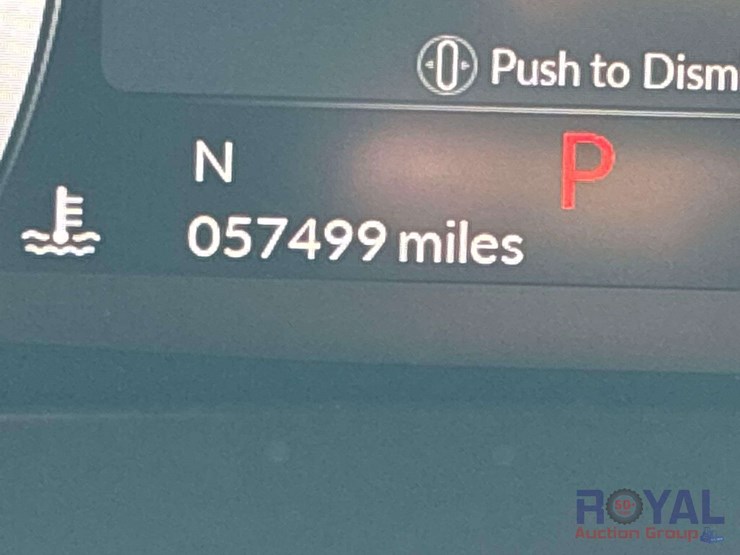 Push to Dism
N
P
057499 miles
ROYAL
Auction Group